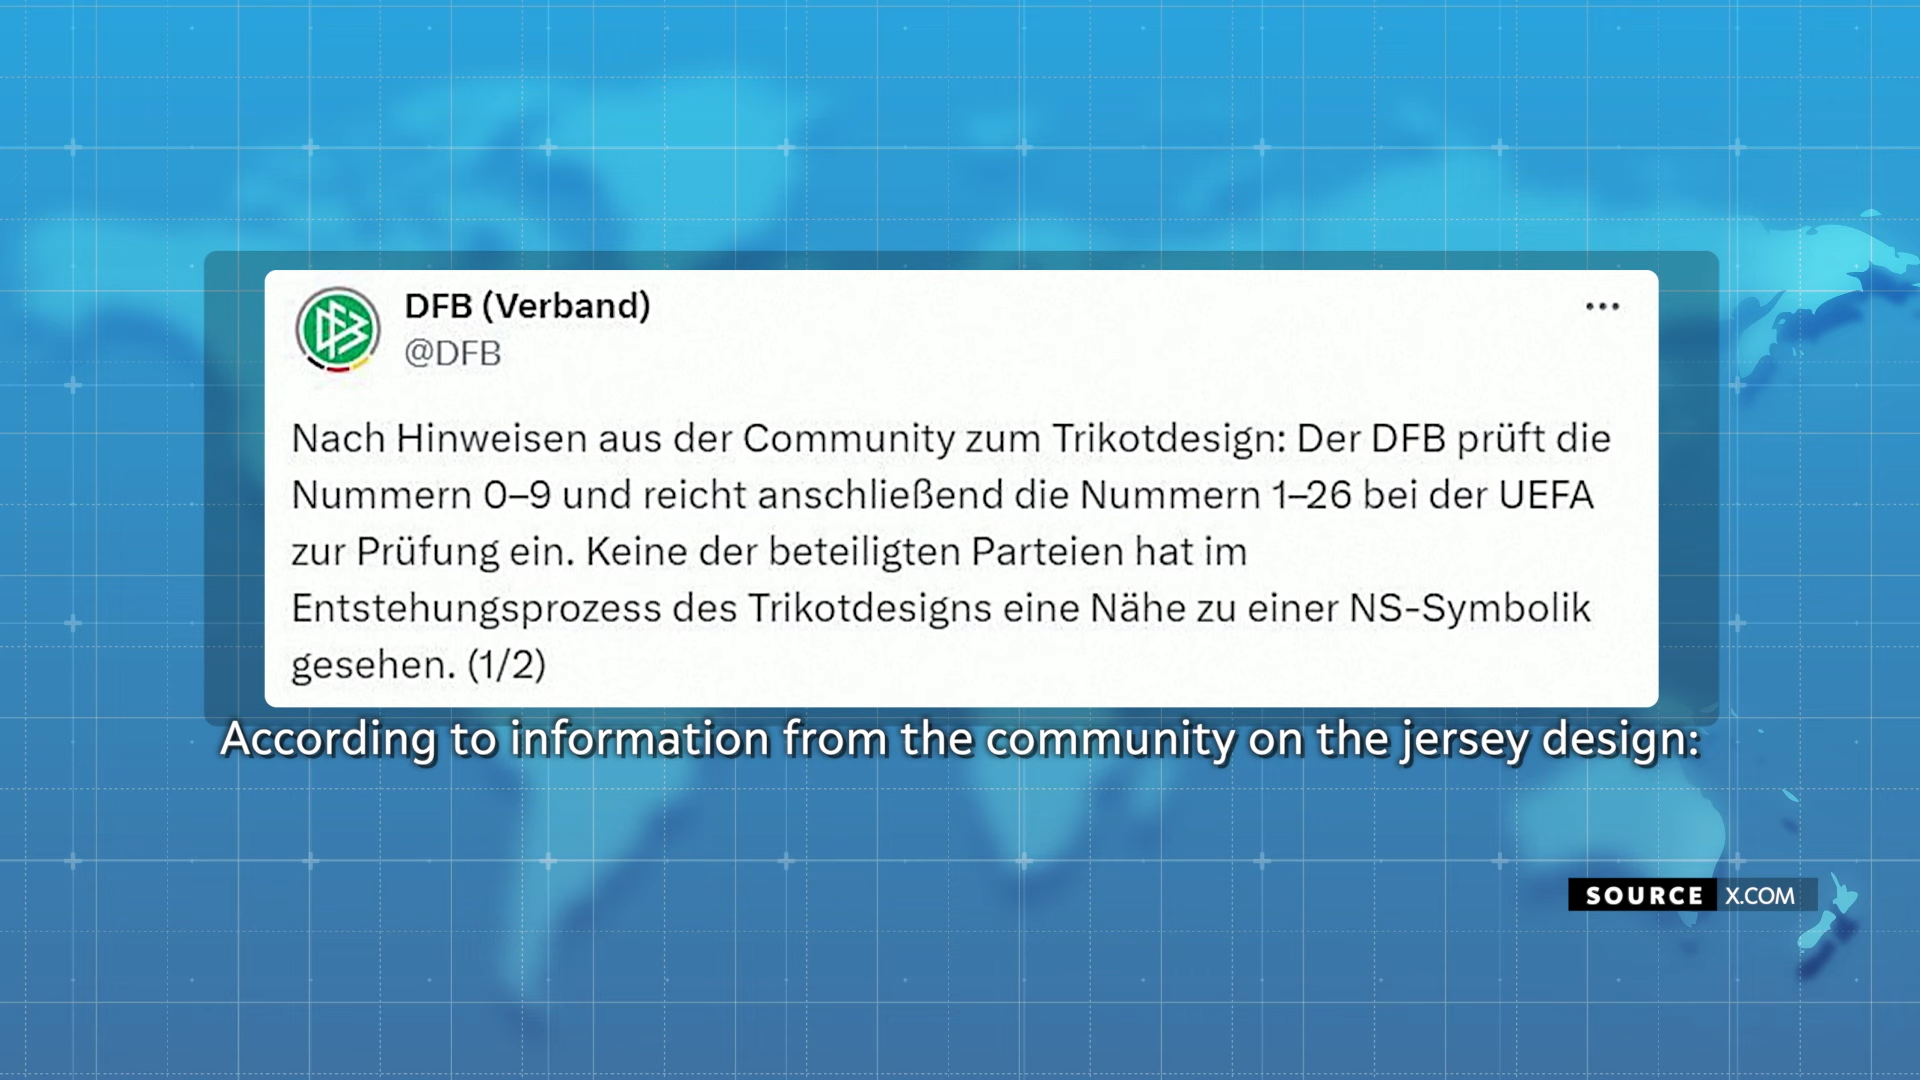 DFB (Verband)
@DFB
Nach Hinweisen aus der Community zum Trikotdesign: Der DFB prüft die
Nummern 0–9 und reicht anschließend die Nummern 1–26 bei der UEFA
zur Prüfung ein. Keine der beteiligten Parteien hat im
Entstehungsprozess des Trikotdesigns eine Nähe zu einer NS-Symbolik
gesehen. (1/2)
According to information from the community on the jersey design:
SOURCE X.COM